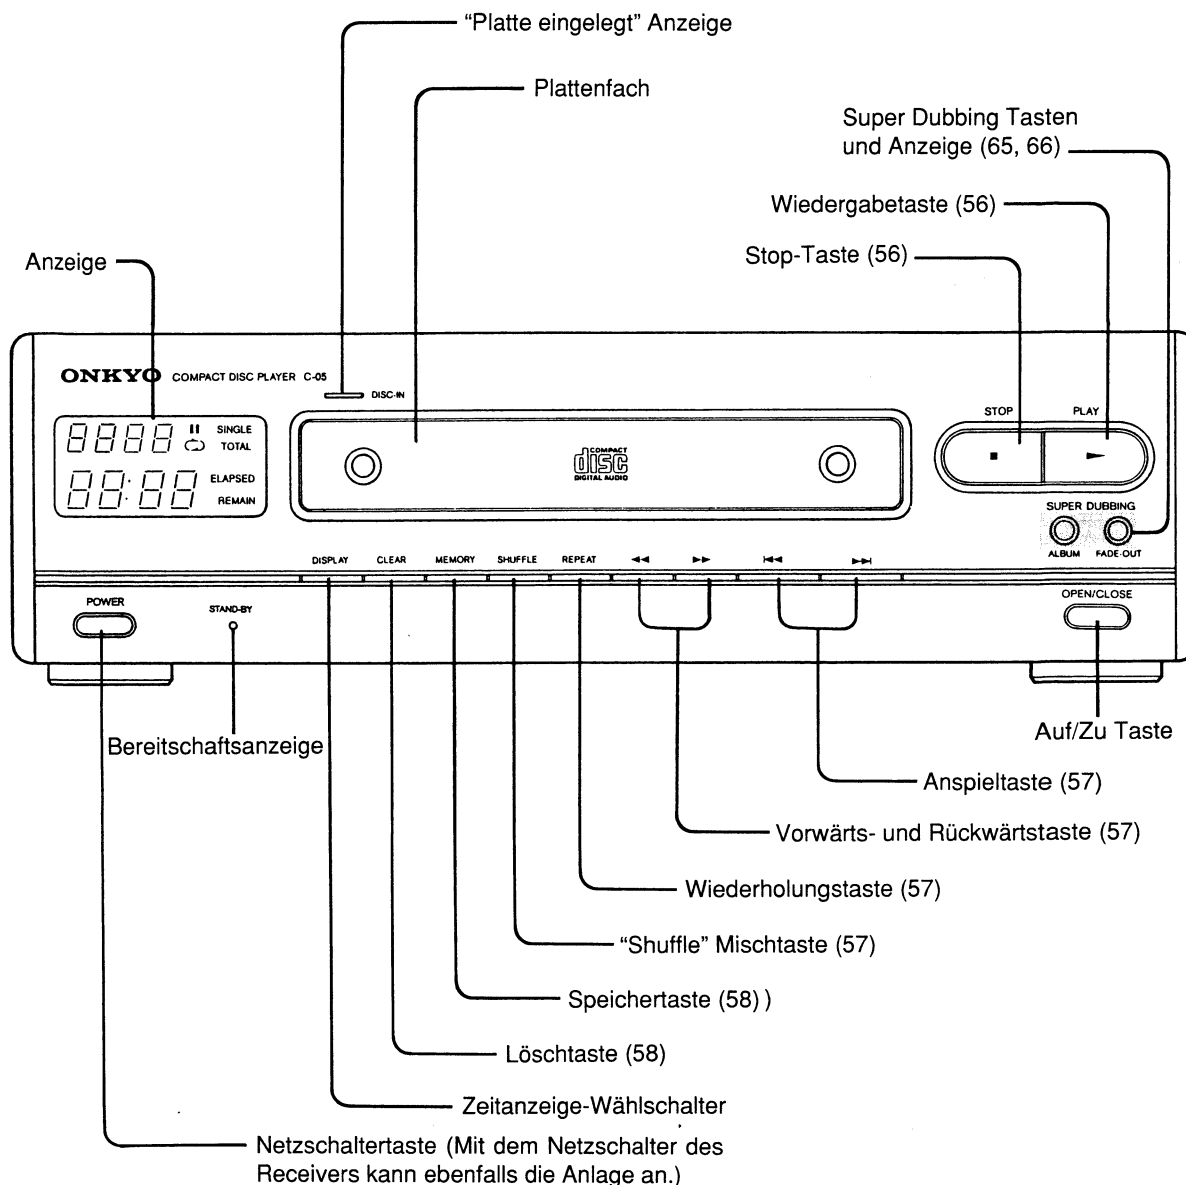 “Platte eingelegt” Anzeige
Plattenfach
Super Dubbing Tasten
und Anzeige (65, 66)
Wiedergabetaste (56)
Stop-Taste (56)
Anzeige
ONKYO COMPACT DISC PLAYER C-05
DISC-IN
STOP PLAY
SINGLE
TOTAL
88:88 ELAPSED
REMAIN
COMPACT
disc
DIGITAL AUDIO
SUPER DUBBING
ALBUM FADE-OUT
DISPLAY CLEAR MEMORY SHUFFLE REPEAT ◄◄ ►► |◄◄ ►►|
POWER STAND-BY OPEN/CLOSE
Bereitschaftsanzeige
Auf/Zu Taste
Anspieltaste (57)
Vorwärts- und Rückwärtstaste (57)
Wiederholungstaste (57)
“Shuffle” Mischtaste (57)
Speichertaste (58) )
Löschtaste (58)
Zeitanzeige-Wählschalter
Netzschaltertaste (Mit dem Netzschalter des
Receivers kann ebenfalls die Anlage an.)